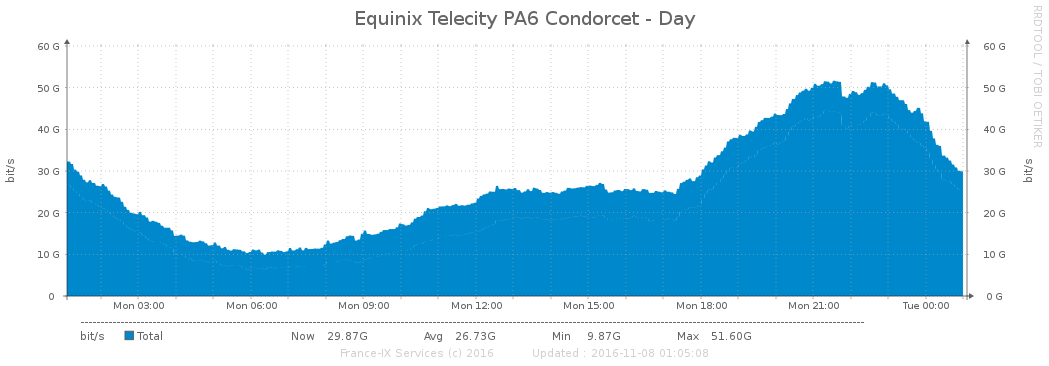 Equinix Telecity PA6 Condorcet - Day
RRDTOOL / TOBI OETIKER
bit/s
60 G
50 G
40 G
30 G
20 G
10 G
0
60 G
50 G
40 G
30 G
20 G
10 G
0 G
bit/s
Mon 03:00 Mon 06:00 Mon 09:00 Mon 12:00 Mon 15:00 Mon 18:00 Mon 21:00 Tue 00:00
bit/s Total Now 29.87G Avg 26.73G Min 9.87G Max 51.60G
France-IX Services (c) 2016 Updated : 2016-11-08 01:05:08